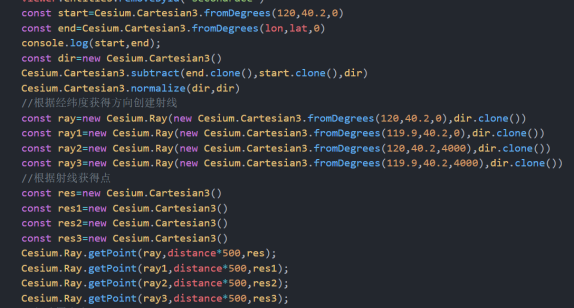 const start=Cesium.Cartesian3.fromDegrees(120,40.2,0)
const end=Cesium.Cartesian3.fromDegrees(lon,lat,0)
console.log(start,end);
const dir=new Cesium.Cartesian3()
Cesium.Cartesian3.subtract(end.clone(),start.clone(),dir)
Cesium.Cartesian3.normalize(dir,dir)
//根据经纬度获得方向创建射线
const ray=new Cesium.Ray(new Cesium.Cartesian3.fromDegrees(120,40.2,0),dir.clone())
const ray1=new Cesium.Ray(new Cesium.Cartesian3.fromDegrees(119.9,40.2,0),dir.clone())
const ray2=new Cesium.Ray(new Cesium.Cartesian3.fromDegrees(120,40.2,4000),dir.clone())
const ray3=new Cesium.Ray(new Cesium.Cartesian3.fromDegrees(119.9,40.2,4000),dir.clone())
//根据射线获得点
const res=new Cesium.Cartesian3()
const res1=new Cesium.Cartesian3()
const res2=new Cesium.Cartesian3()
const res3=new Cesium.Cartesian3()
Cesium.Ray.getPoint(ray,distance*500,res);
Cesium.Ray.getPoint(ray1,distance*500,res1);
Cesium.Ray.getPoint(ray2,distance*500,res2);
Cesium.Ray.getPoint(ray3,distance*500,res3);